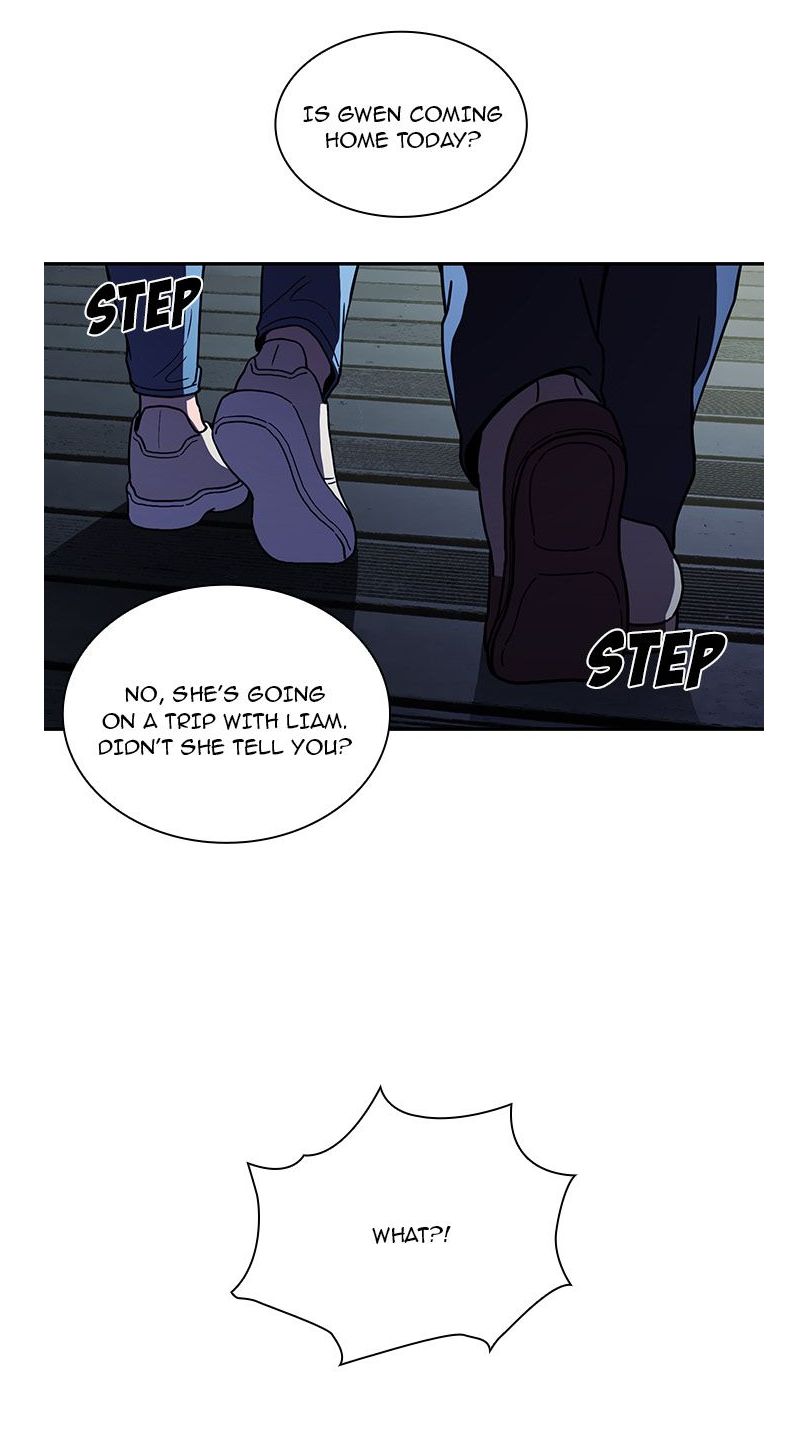 IS GWEN COMING
HOME TODAY?
STEP
STEP
NO, SHE'S GOING
ON A TRIP WITH LIAM.
DIDN'T SHE TELL YOU?
WHAT?!